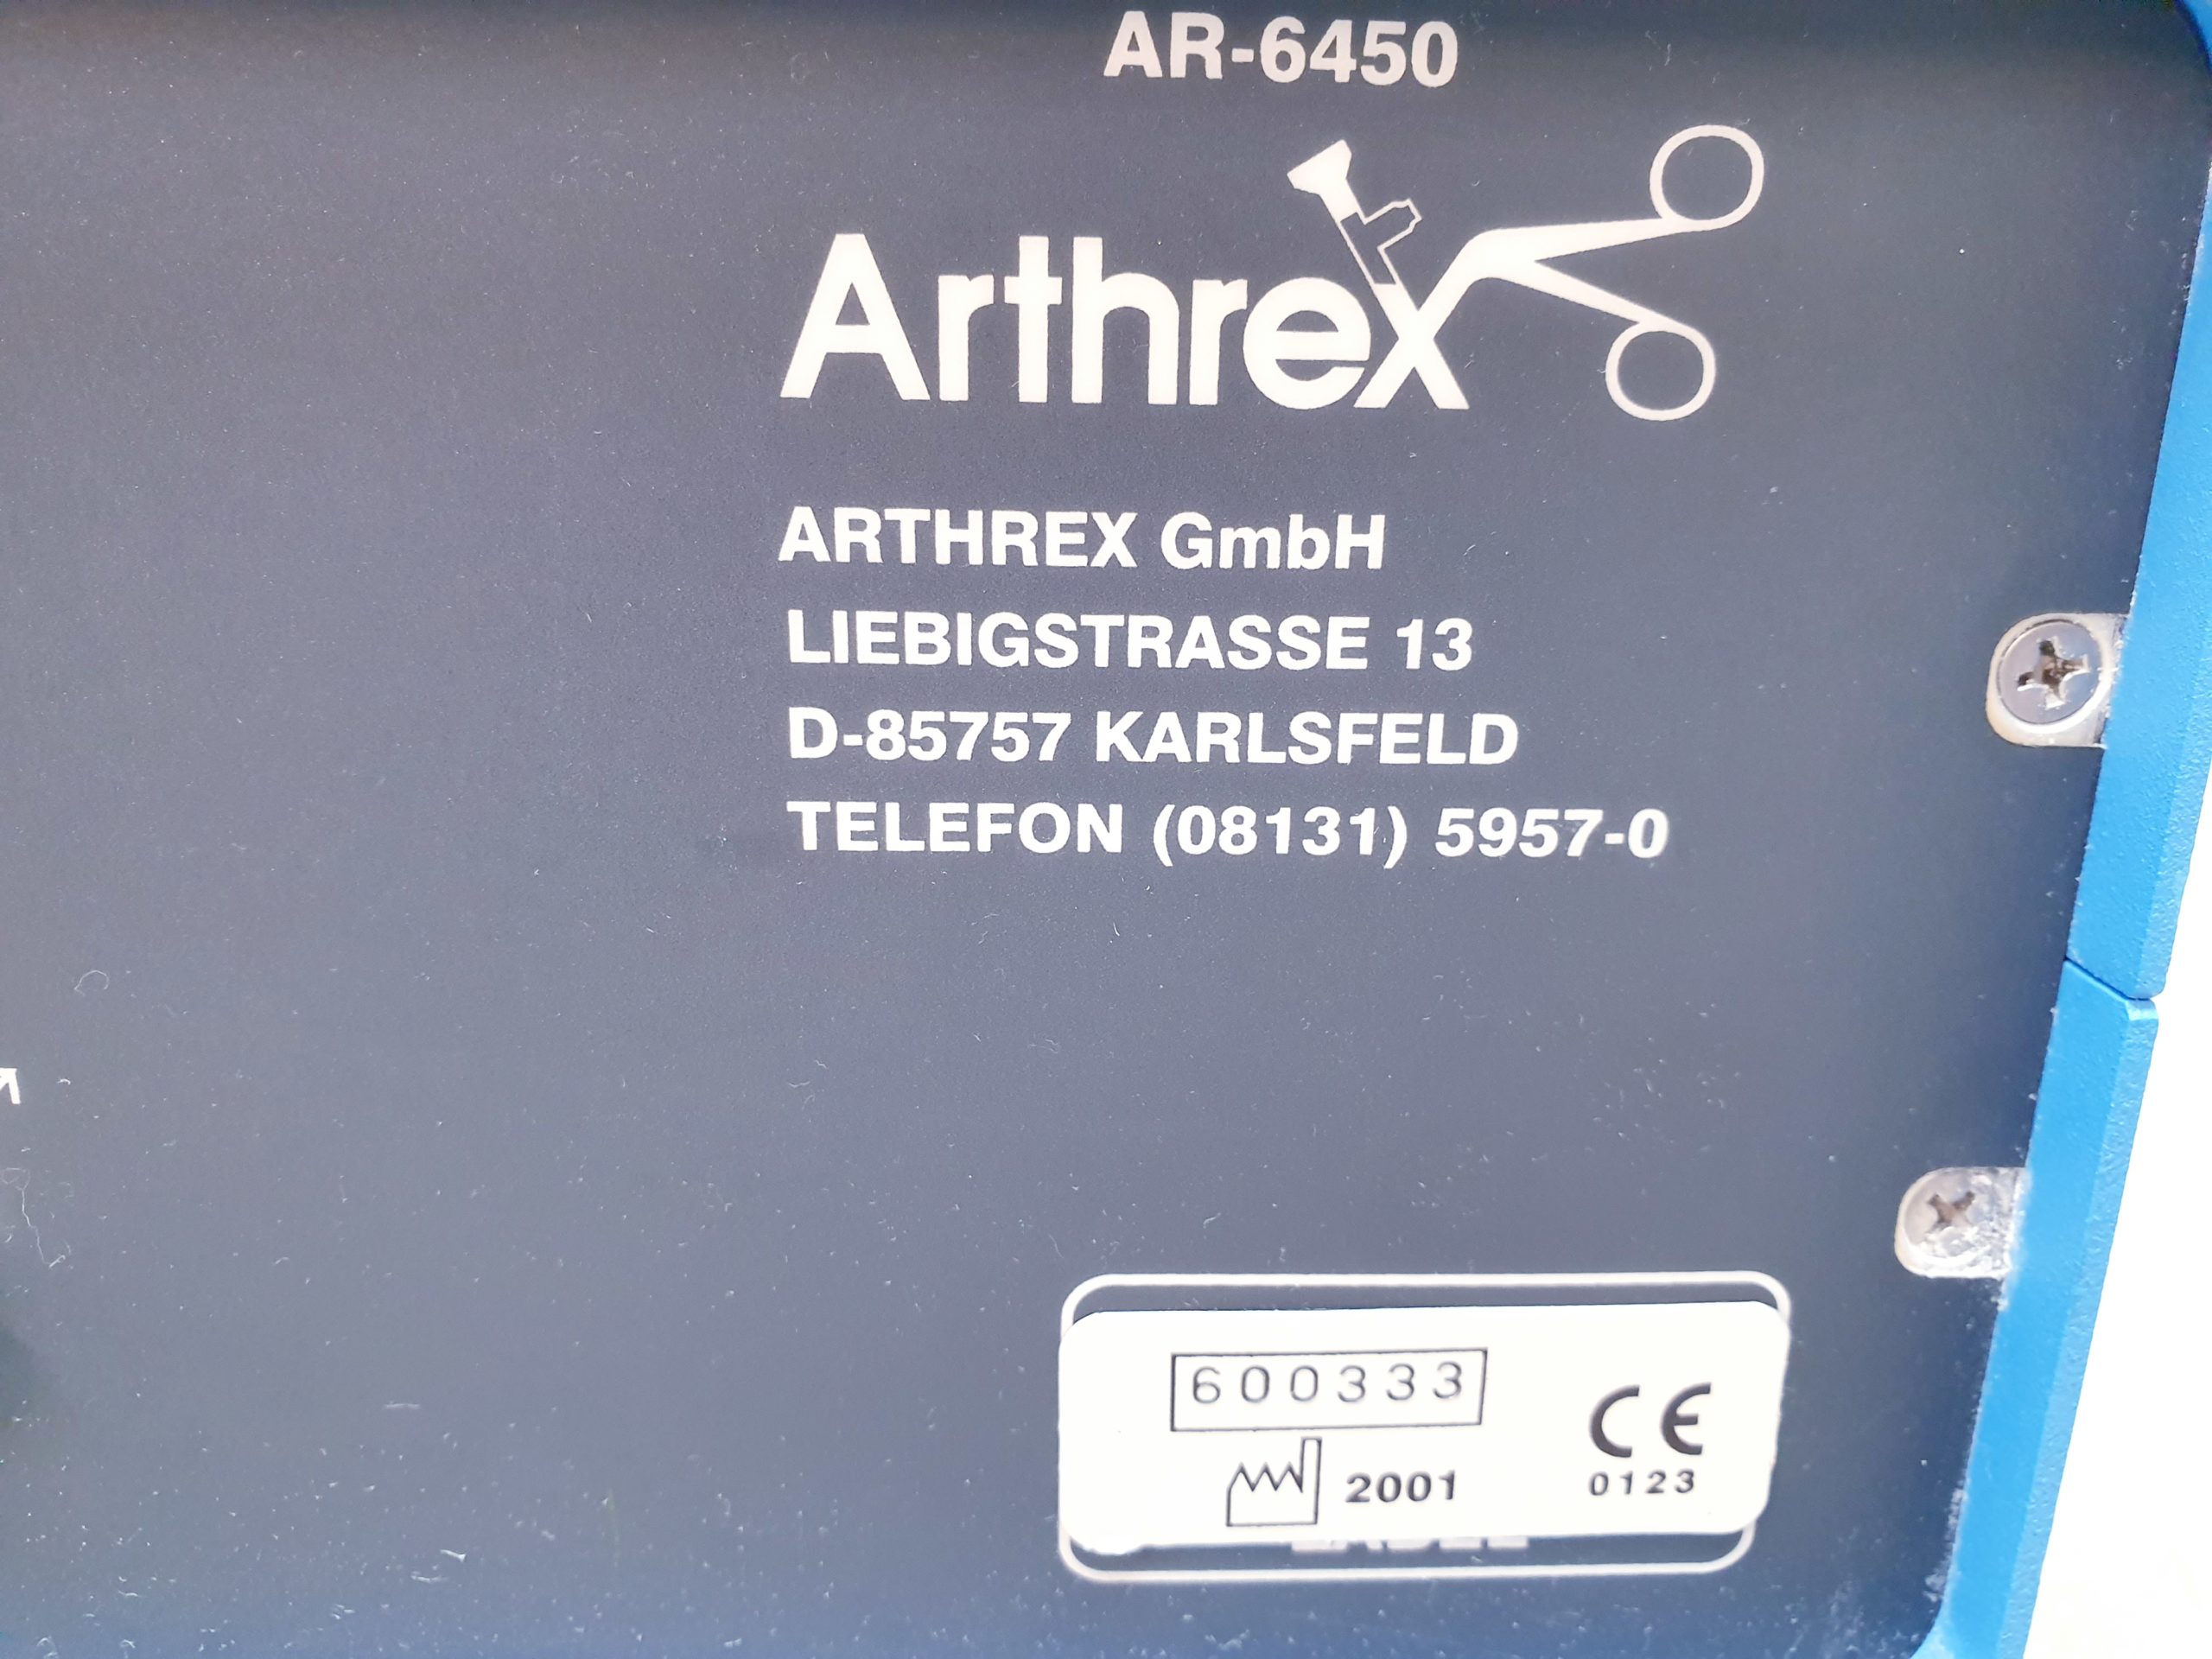 AR-6450
Arthrex
ARTHREX GmbH
LIEBIGSTRASSE 13
D-85757 KARLSFELD
TELEFON (08131) 5957-0
600333
2001
CE
0123